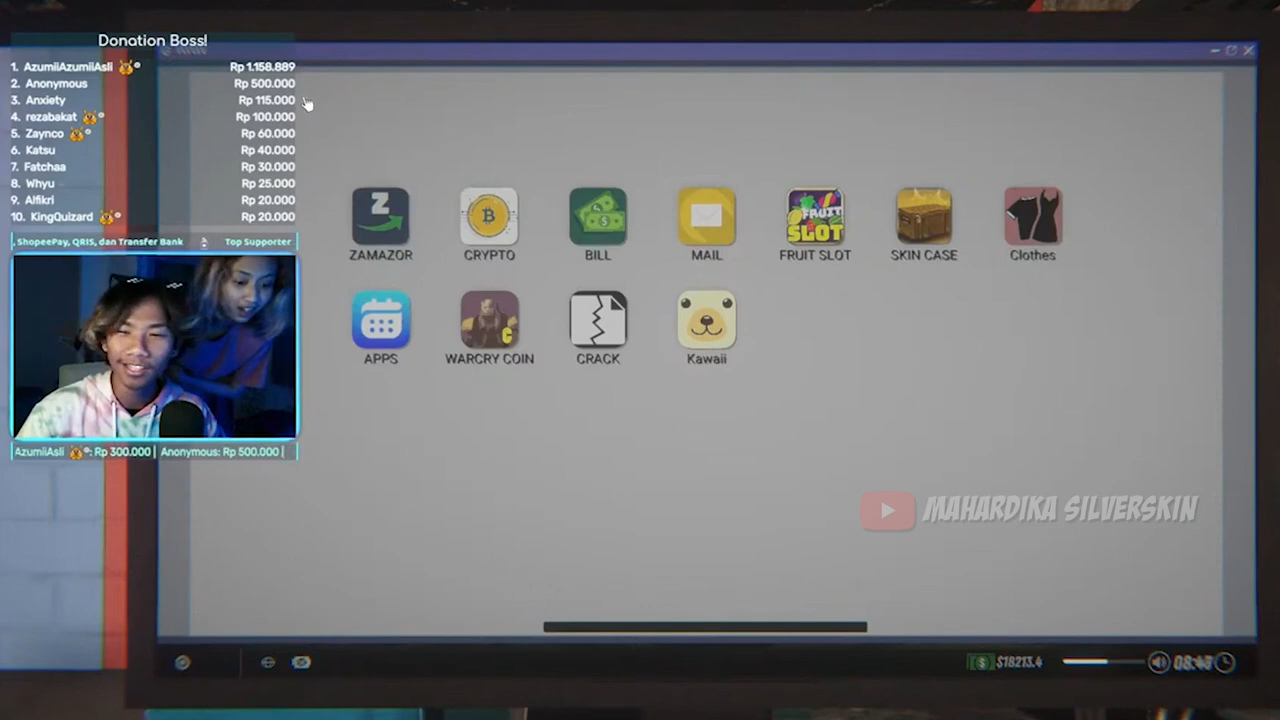 Donation Boss!
1. AzumiiAzumiiAsli Rp 1.158.889
2. Anonymous Rp 500.000
3. Anxiety Rp 115.000
4. rezabakat Rp 100.000
5. Zaynco Rp 60.000
6. Katsu Rp 40.000
7. Fatchaa Rp 30.000
8. Whyu Rp 25.000
9. Alfikri Rp 20.000
10. KingQuizard Rp 20.000
, ShopeePay, QRIS, dan Transfer Bank Top Supporter
AzumiiAsli : Rp 300.000 | Anonymous: Rp 500.000 |
Z
ZAMAZOR
CRYPTO
BILL
MAIL
FRUIT SLOT
FRUIT SLOT
SKIN CASE
Clothes
APPS
C
WARCRY COIN
CRACK
Kawaii
MAHARDIKA SILVERSKIN
$ $18213.4